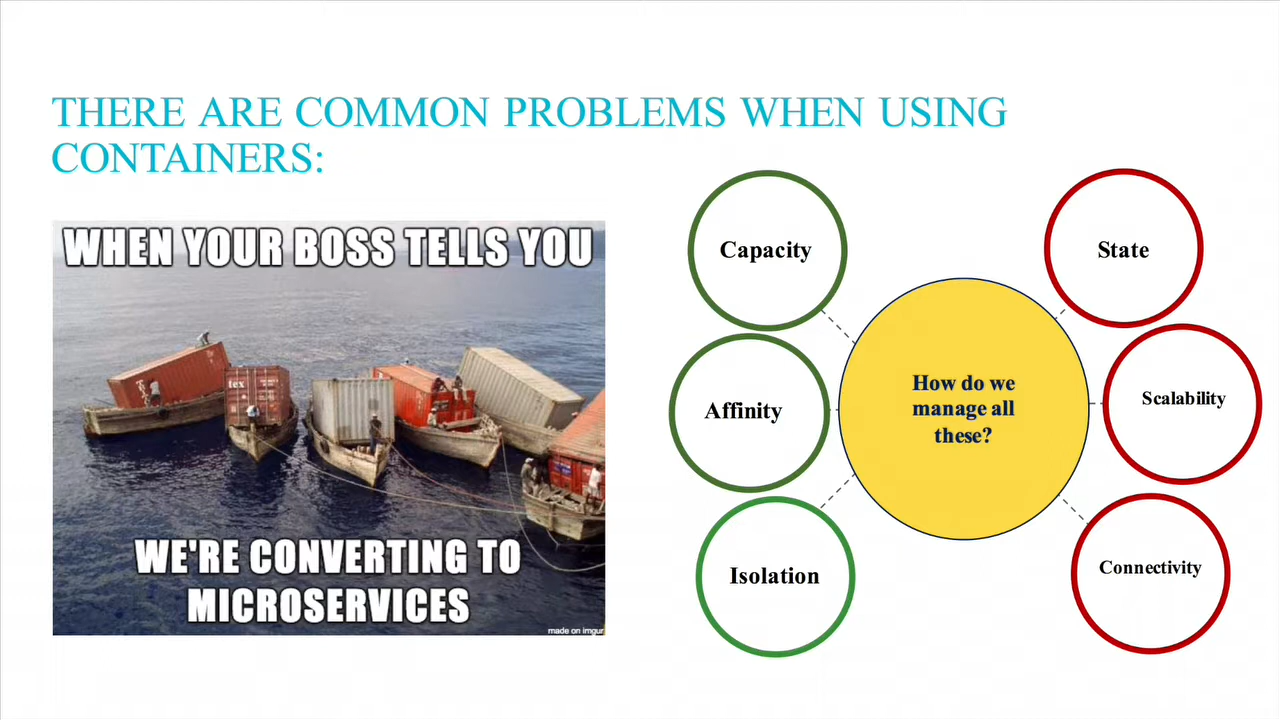 THERE ARE COMMON PROBLEMS WHEN USING
CONTAINERS:
WHEN YOUR BOSS TELLS YOU
tex
WE'RE CONVERTING TO
MICROSERVICES
made on imgur
Capacity
Affinity
Isolation
How do we
manage all
these?
State
Scalability
Connectivity